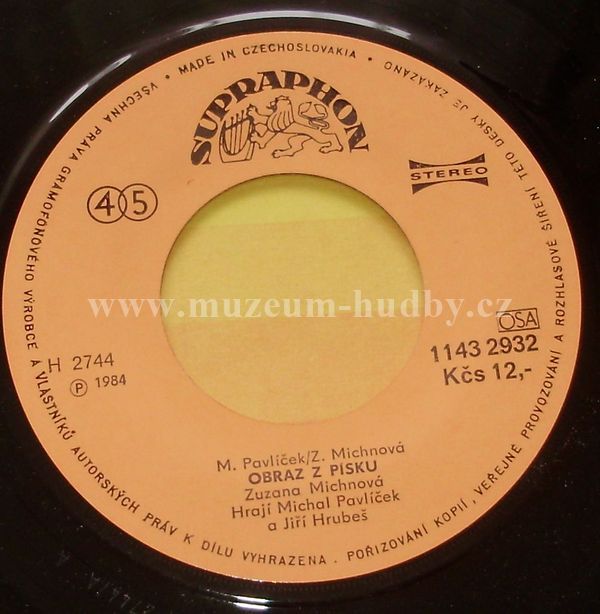 • MADE IN CZECHOSLOVAKIA •
VŠECHNA PRÁVA GRAMOFONOVÉHO VÝROBCE A VLASTNÍKŮ AUTORSKÝCH PRÁV K DÍLU VYHRAZENA. POŘIZOVÁNÍ KOPIÍ, VEŘEJNÉ PROVOZOVÁNÍ A ROZHLASOVÉ ŠÍŘENÍ TÉTO DESKY JE ZAKÁZÁNO
SUPRAPHON
45
STEREO
www.muzeum-hudby.cz
OSA
H 2744
1143 2932
℗ 1984
Kčs 12,-
M. Pavlíček/Z. Michnová
OBRAZ Z PÍSKU
Zuzana Michnová
Hrají Michal Pavlíček
a Jiří Hrubeš